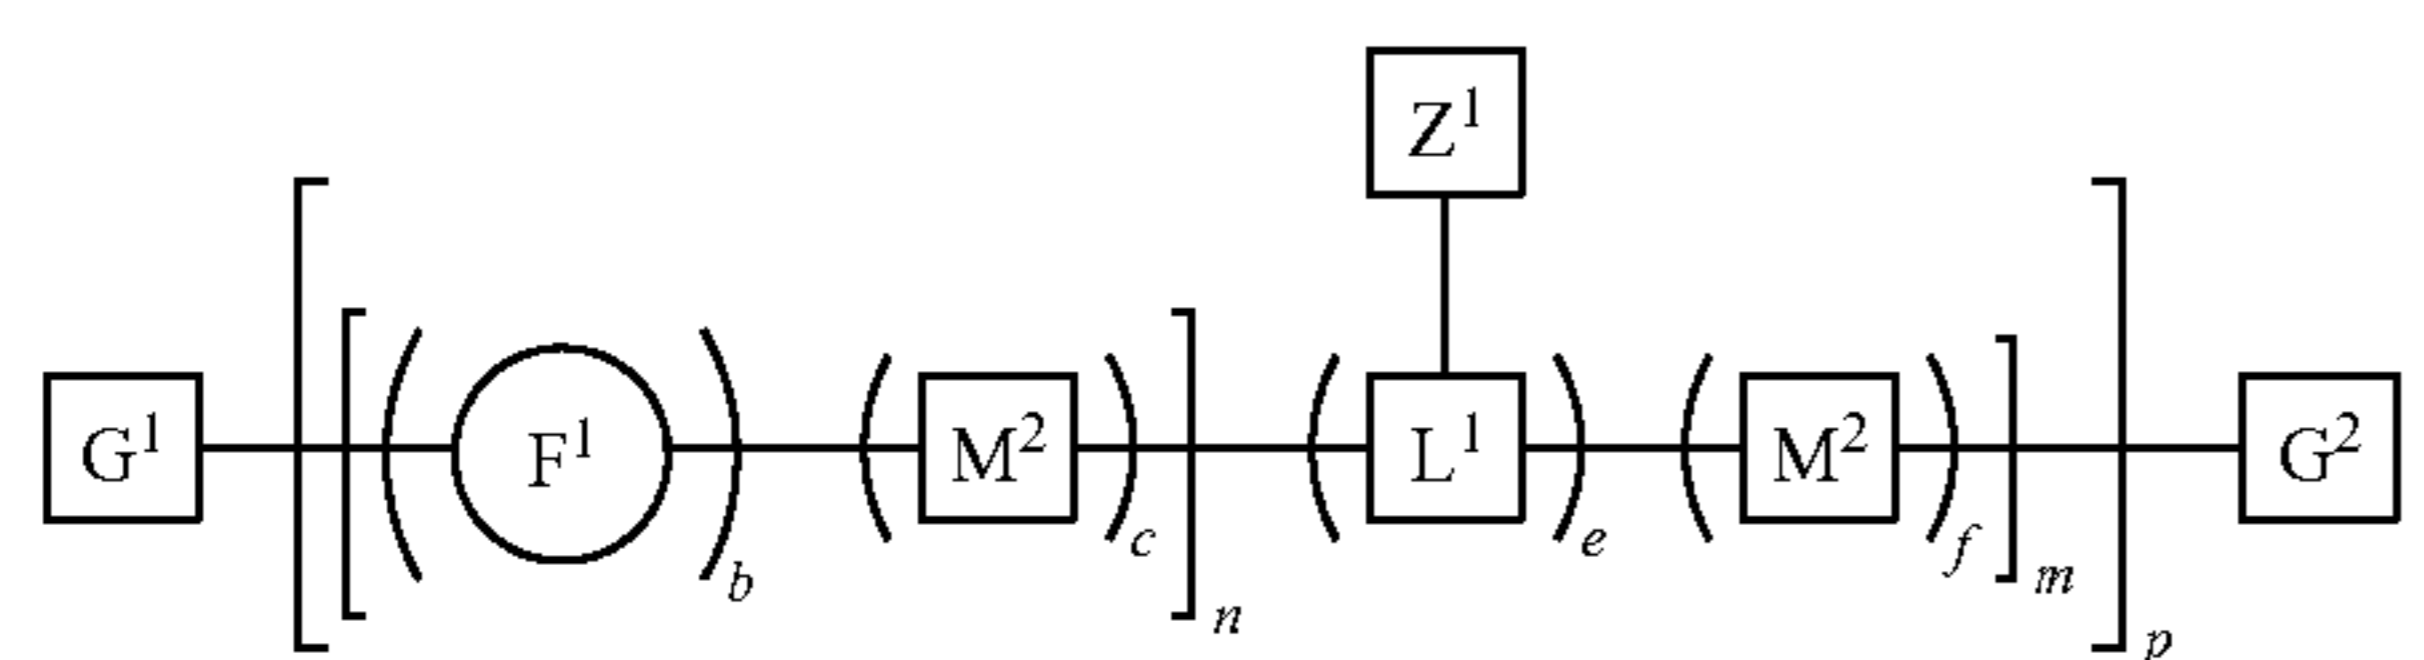 Z¹
G¹ [ [ ( F¹ )b ( M² )c ]n ( L¹ )e ( M² )f ]m ]p G²